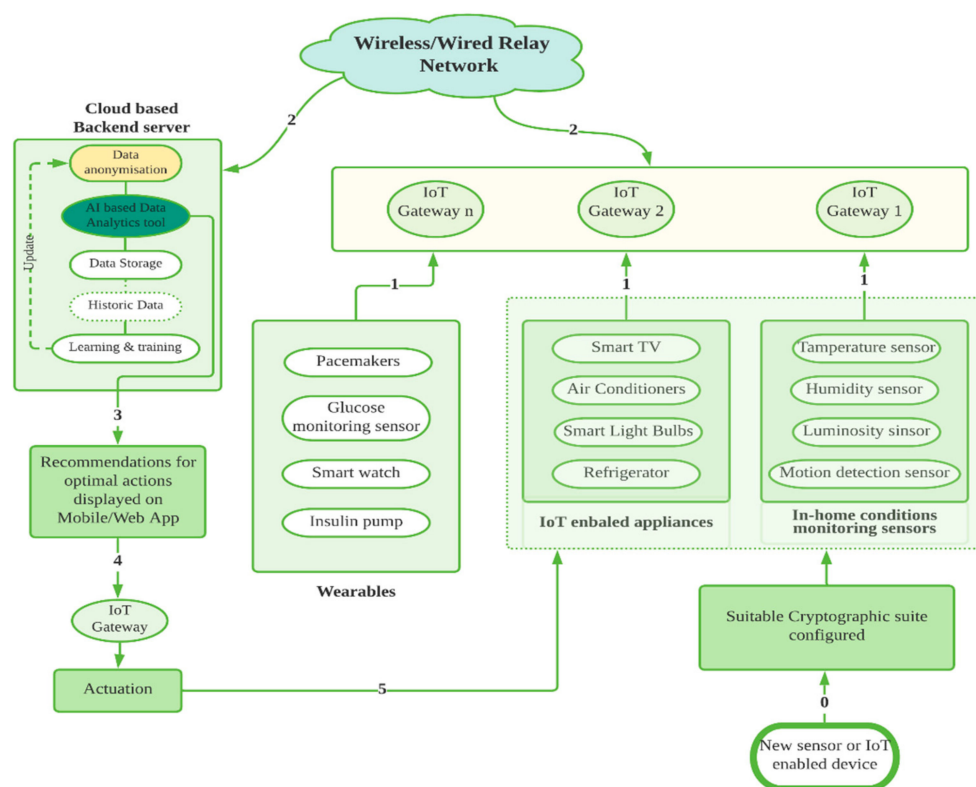 Wireless/Wired Relay
Network
Cloud based
Backend server
2
2
Data
anonymisation
AI based Data
Analytics tool
Data Storage
Historic Data
Learning & training
Update
IoT
Gateway n
IoT
Gateway 2
IoT
Gateway 1
1
1
1
Pacemakers
Glucose
monitoring sensor
Smart watch
Insulin pump
Wearables
Smart TV
Air Conditioners
Smart Light Bulbs
Refrigerator
IoT enbaled appliances
Tamperature sensor
Humidity sensor
Luminosity sinsor
Motion detection sensor
In-home conditions
monitoring sensors
3
Recommendations for
optimal actions
displayed on
Mobile/Web App
4
IoT
Gateway
Actuation
5
Suitable Cryptographic suite
configured
0
New sensor or IoT
enabled device